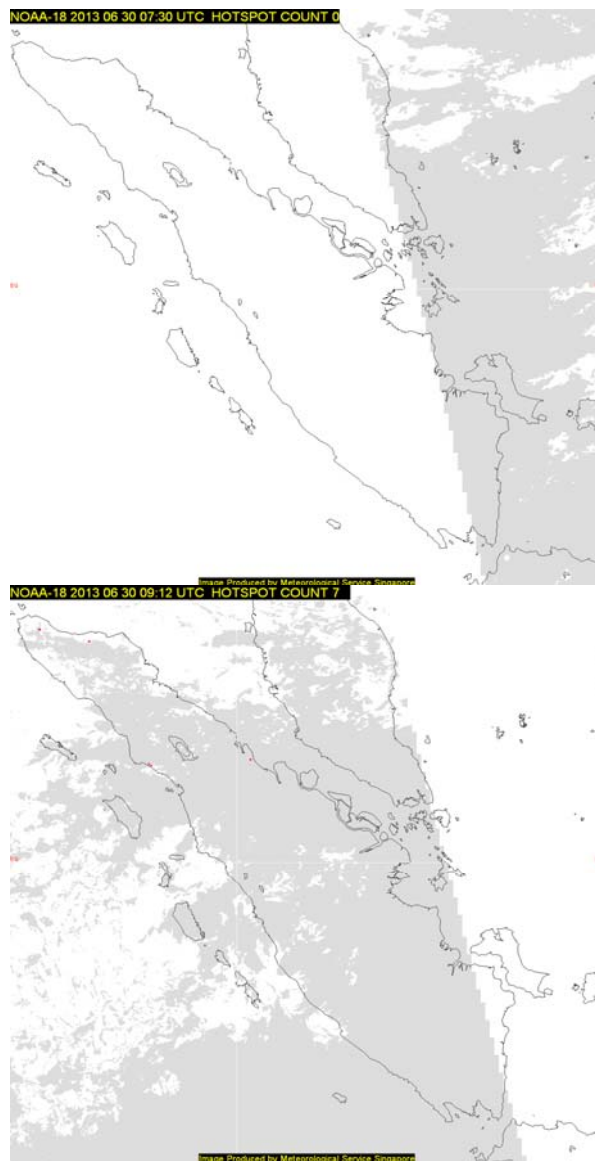 NOAA-18 2013 06 30 07:30 UTC HOTSPOT COUNT 0
Image Produced by Meteorological Service Singapore
NOAA-18 2013 06 30 09:12 UTC HOTSPOT COUNT 7
Image Produced by Meteorological Service Singapore